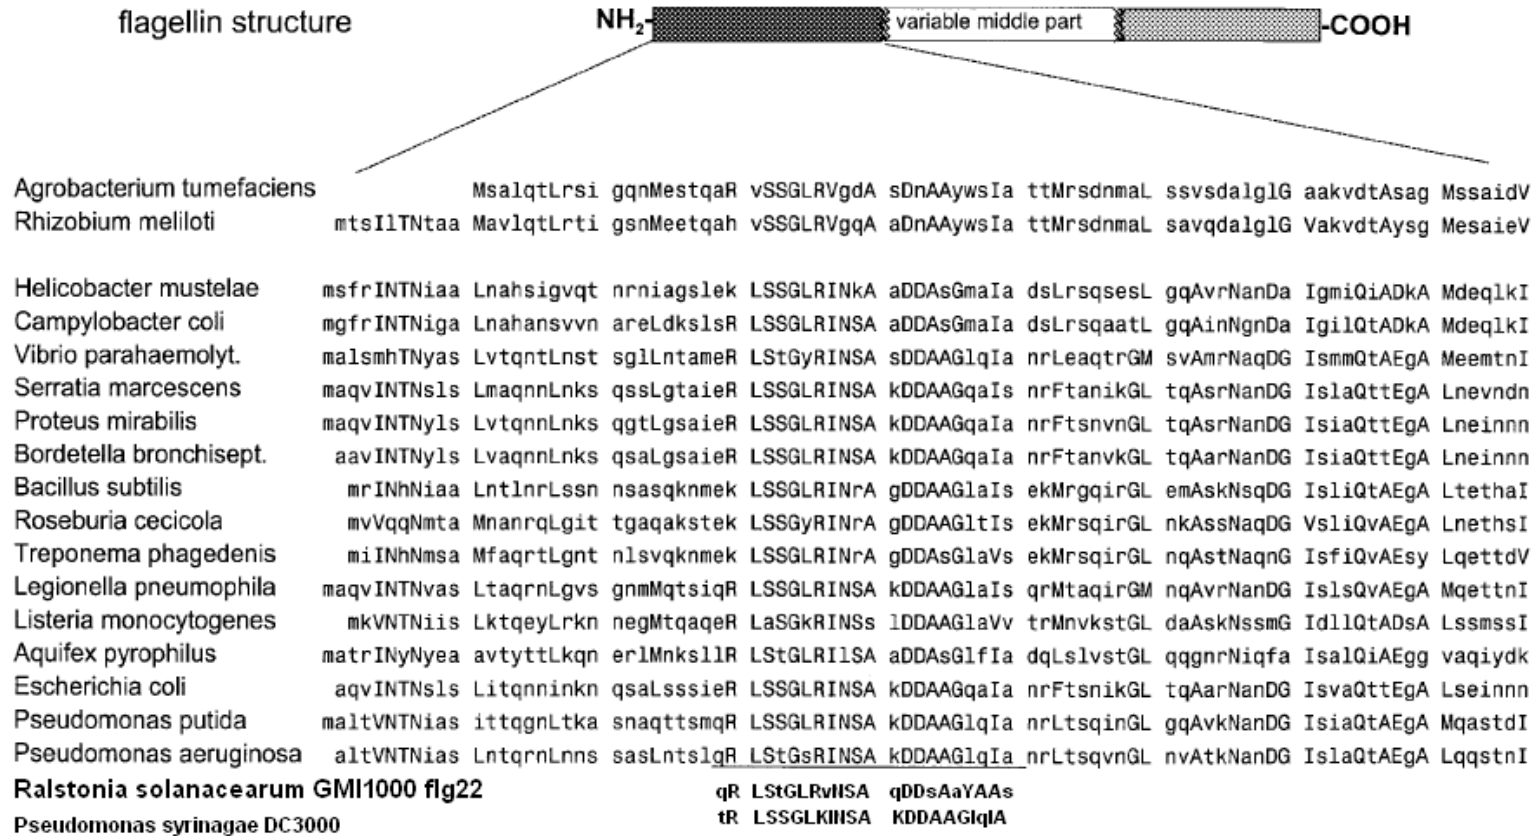 flagellin structure NH2- variable middle part -COOH
Agrobacterium tumefaciens MsalqtLrsi gqnMestqaR vSSGLRVgdA sDnAAywsIa ttMrsdnmaL ssvsdalglG aakvdtAsag MssaidV
Rhizobium meliloti mtsIlTNtaa MavlqtLrti gsnMeetqah vSSGLRVgqA aDnAAywsIa ttMrsdnmaL savqdalglG VakvdtAysg MesaieV
Helicobacter mustelae msfrINTNiaa Lnahsigvqt nrniagslek LSSGLRINkA aDDAsGmaIa dsLrsqsesL gqAvrNanDa IgmiQiADkA MdeqlkI
Campylobacter coli mgfrINTNiga Lnahansvvn areLdkslsR LSSGLRINSA aDDAsGmaIa dsLrsqaatL gqAinNgnDa IgilQtADkA MdeqlkI
Vibrio parahaemolyt. malsmhTNyas LvtqntLnst sglLntameR LStGyRINSA sDDAAGlqIa nrLeaqtrGM svAmrNaqDG IsmmQtAEgA MeemtnI
Serratia marcescens maqvINTNsls LmaqnnLnks qssLgtaieR LSSGLRINSA kDDAAGqaIs nrFtanikGL tqAsrNanDG IslaQttEgA Lnevndn
Proteus mirabilis maqvINTNyls LvtqnnLnks qgtLgsaieR LSSGLRINSA kDDAAGqaIa nrFtsnvnGL tqAsrNanDG IsiaQttEgA Lneinnn
Bordetella bronchisept. aavINTNyls LvaqnnLnks qsaLgsaieR LSSGLRINSA kDDAAGqaIa nrFtanvkGL tqAarNanDG IsiaQttEgA Lneinnn
Bacillus subtilis mrINhNiaa LntlnrLssn nsasqknmek LSSGLRINrA gDDAAGlaIs ekMrgqirGL emAskNsqDG IsliQtAEgA LtethaI
Roseburia cecicola mvVqqNmta MnanrqLgit tgaqakstek LSSGyRINrA gDDAAGltIs ekMrsqirGL nkAssNaqDG VsliQvAEgA LnethsI
Treponema phagedenis miINhNmsa MfaqrtLgnt nlsvqknmek LSSGLRINrA gDDAsGlaVs ekMrsqirGL nqAstNaqnG IsfiQvAEsy LqettdV
Legionella pneumophila maqvINTNvas LtaqrnLgvs gnmMqtsiqR LSSGLRINSA kDDAAGlaIs qrMtaqirGM nqAvrNanDG IslsQvAEgA MqettnI
Listeria monocytogenes mkVNTNiis LktqeyLrkn negMtqaqeR LaSGkRINSs lDDAAGlaVv trMnvkstGL daAskNssmG IdllQtADsA LssmssI
Aquifex pyrophilus matrINyNyea avtyttLkqn erlMnksllR LStGLRIlSA aDDAsGlfIa dqLslvstGL qqgnrNiqfa IsalQiAEgg vaqiydk
Escherichia coli aqvINTNsls Litqnninkn qsaLsssieR LSSGLRINSA kDDAAGqaIa nrFtsnikGL tqAarNanDG IsvaQttEgA Lseinnn
Pseudomonas putida maltVNTNias ittqgnLtka snaqttsmqR LSSGLRINSA kDDAAGlqIa nrLtsqinGL gqAvkNanDG IsiaQtAEgA MqastdI
Pseudomonas aeruginosa altVNTNias LntqrnLnns sasLntslqR LStGsRINSA kDDAAGlqIa nrLtsqvnGL nvAtkNanDG IslaQtAEgA LqqstnI
Ralstonia solanacearum GMI1000 flg22 qR LStGLRvNSA qDDsAaYAAs
Pseudomonas syrinagae DC3000 tR LSSGLKINSA KDDAAGlqIA